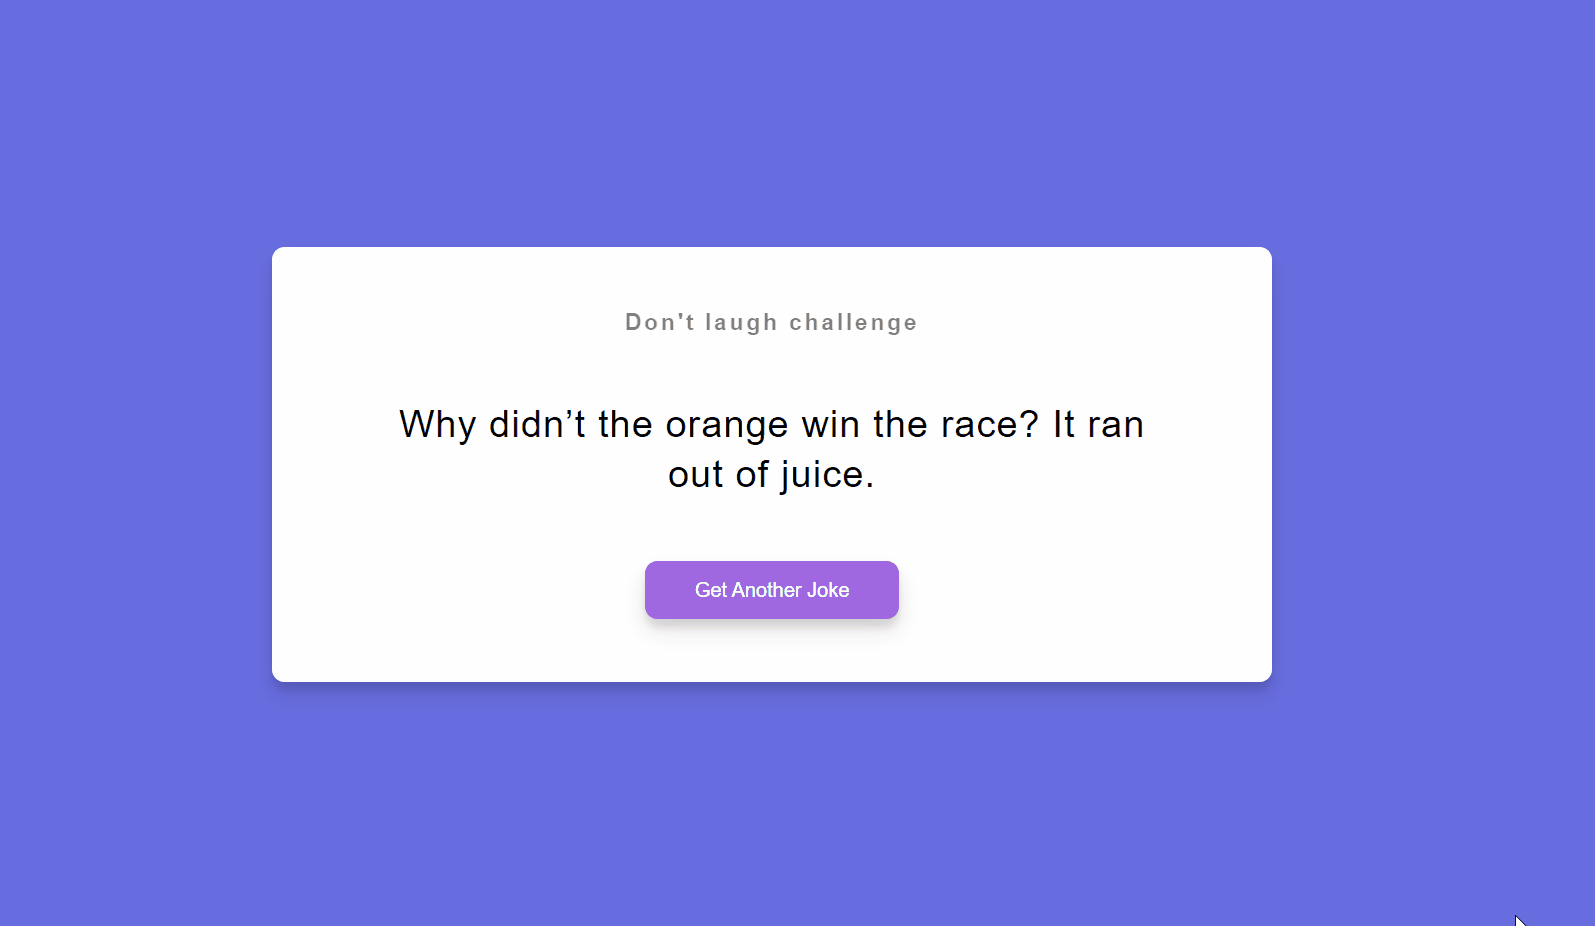 Don't laugh challenge
Why didn’t the orange win the race? It ran
out of juice.
Get Another Joke